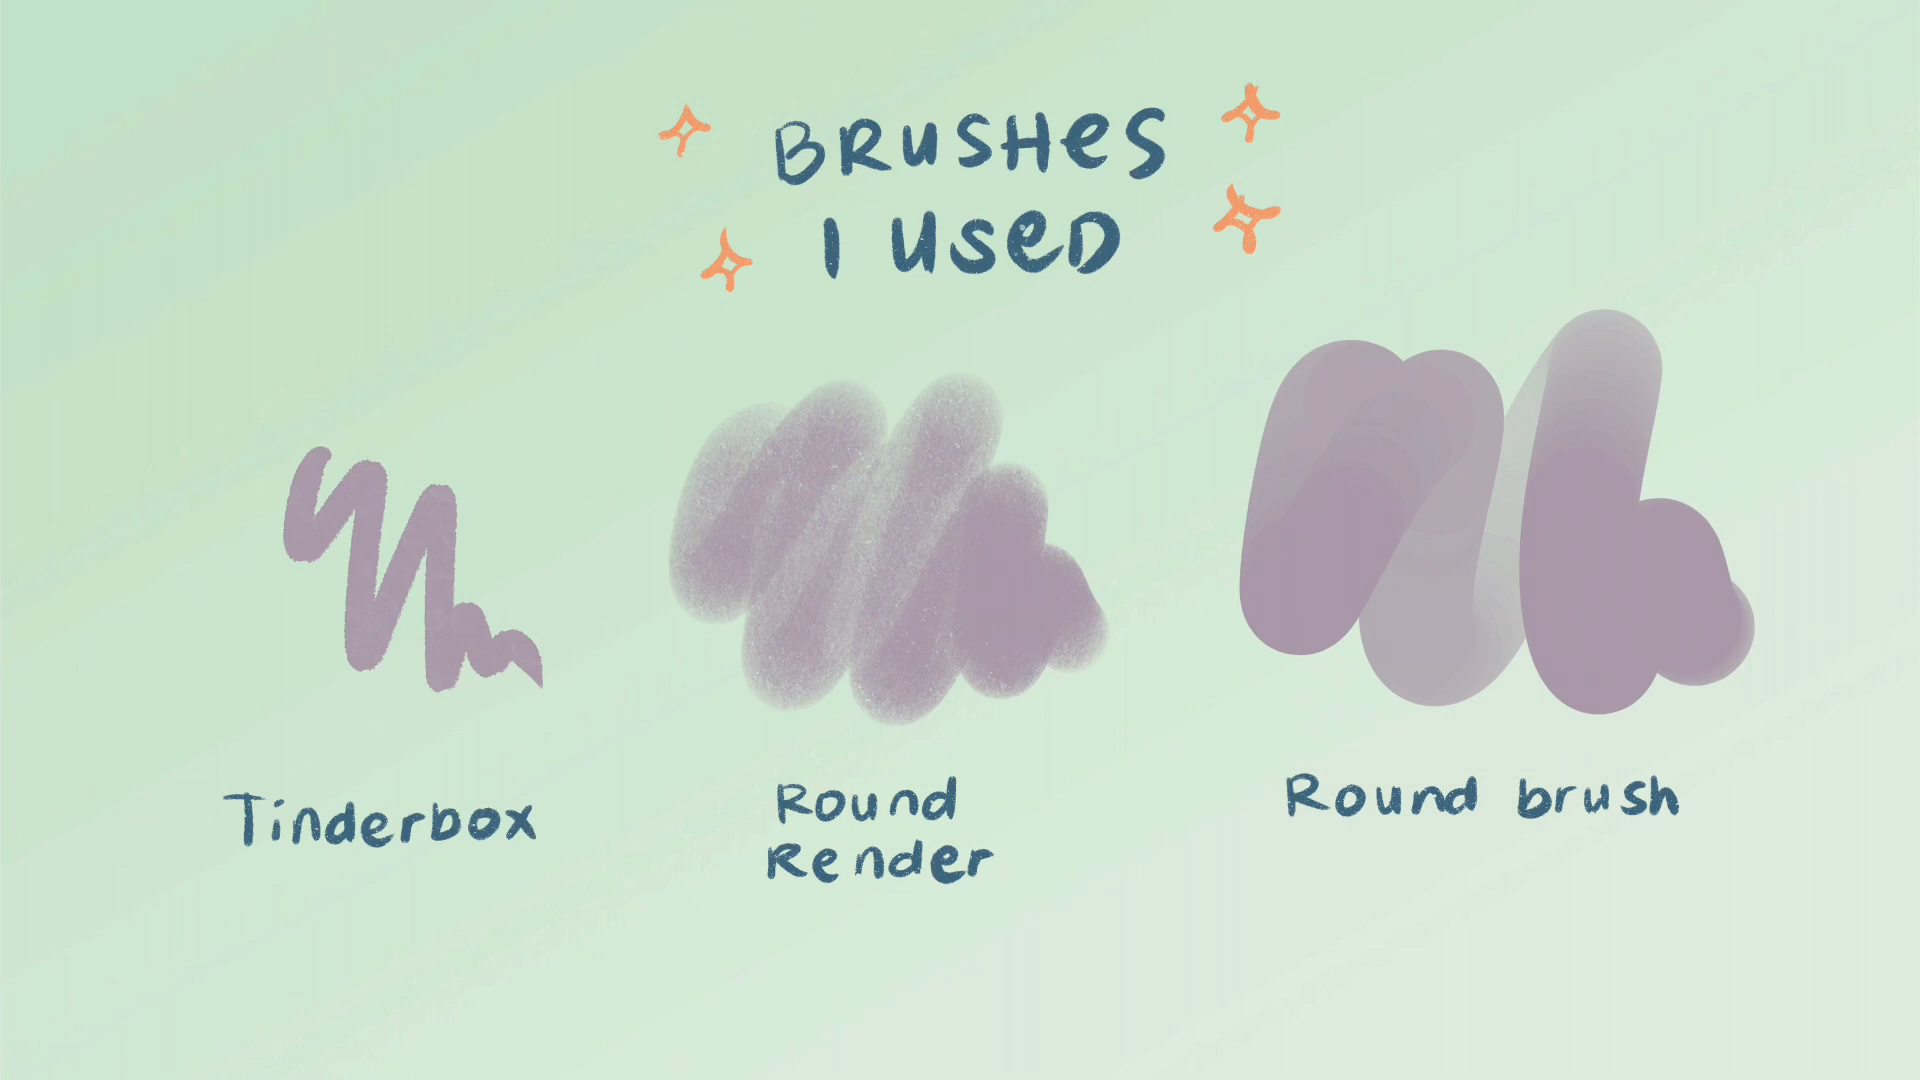 BRUSHES
I USED
Tinderbox
Round
Render
Round brush